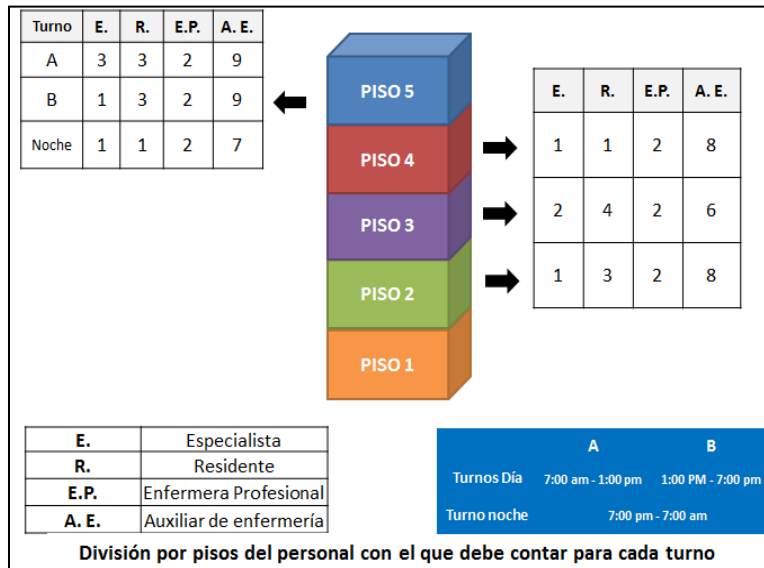 Turno E. R. E.P. A. E.
A 3 3 2 9
B 1 3 2 9
Noche 1 1 2 7
PISO 5
PISO 4
PISO 3
PISO 2
PISO 1
E. R. E.P. A. E.
1 1 2 8
2 4 2 6
1 3 2 8
E. Especialista
R. Residente
E.P. Enfermera Profesional
A. E. Auxiliar de enfermería
A B
Turnos Día 7:00 am - 1:00 pm 1:00 PM - 7:00 pm
Turno noche 7:00 pm - 7:00 am
División por pisos del personal con el que debe contar para cada turno